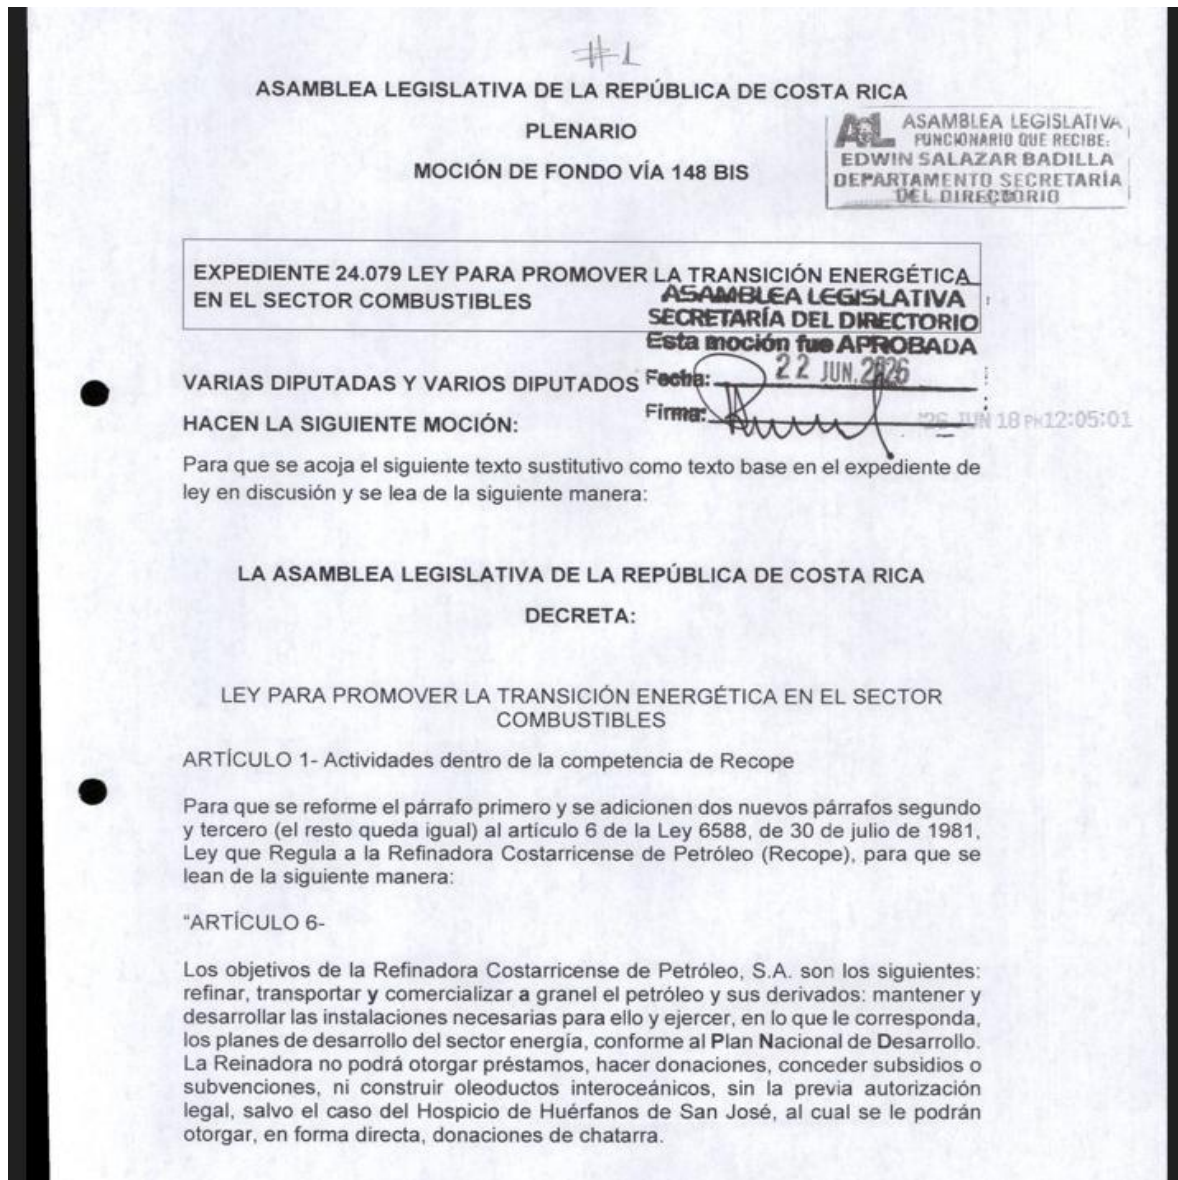 #1
ASAMBLEA LEGISLATIVA DE LA REPÚBLICA DE COSTA RICA
PLENARIO
MOCIÓN DE FONDO VÍA 148 BIS
AL ASAMBLEA LEGISLATIVA
FUNCIONARIO QUE RECIBE:
EDWIN SALAZAR BADILLA
DEPARTAMENTO SECRETARÍA
DEL DIRECTORIO
EXPEDIENTE 24.079 LEY PARA PROMOVER LA TRANSICIÓN ENERGÉTICA
EN EL SECTOR COMBUSTIBLES
ASAMBLEA LEGISLATIVA
SECRETARÍA DEL DIRECTORIO
Esta moción fue APROBADA
Fecha: 22 JUN. 2026
Firma:
'26 JUN 18 PM12:05:01
VARIAS DIPUTADAS Y VARIOS DIPUTADOS
HACEN LA SIGUIENTE MOCIÓN:
Para que se acoja el siguiente texto sustitutivo como texto base en el expediente de
ley en discusión y se lea de la siguiente manera:
LA ASAMBLEA LEGISLATIVA DE LA REPÚBLICA DE COSTA RICA
DECRETA:
LEY PARA PROMOVER LA TRANSICIÓN ENERGÉTICA EN EL SECTOR
COMBUSTIBLES
ARTÍCULO 1- Actividades dentro de la competencia de Recope
Para que se reforme el párrafo primero y se adicionen dos nuevos párrafos segundo
y tercero (el resto queda igual) al artículo 6 de la Ley 6588, de 30 de julio de 1981,
Ley que Regula a la Refinadora Costarricense de Petróleo (Recope), para que se
lean de la siguiente manera:
“ARTÍCULO 6-
Los objetivos de la Refinadora Costarricense de Petróleo, S.A. son los siguientes:
refinar, transportar y comercializar a granel el petróleo y sus derivados: mantener y
desarrollar las instalaciones necesarias para ello y ejercer, en lo que le corresponda,
los planes de desarrollo del sector energía, conforme al Plan Nacional de Desarrollo.
La Reinadora no podrá otorgar préstamos, hacer donaciones, conceder subsidios o
subvenciones, ni construir oleoductos interoceánicos, sin la previa autorización
legal, salvo el caso del Hospicio de Huérfanos de San José, al cual se le podrán
otorgar, en forma directa, donaciones de chatarra.